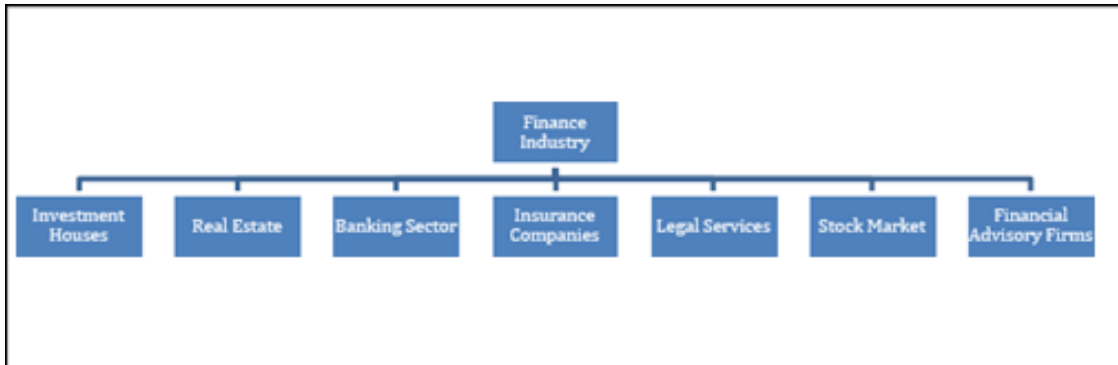 Finance
Industry
Investment
Houses
Real Estate
Banking Sector
Insurance
Companies
Legal Services
Stock Market
Financial
Advisory Firms